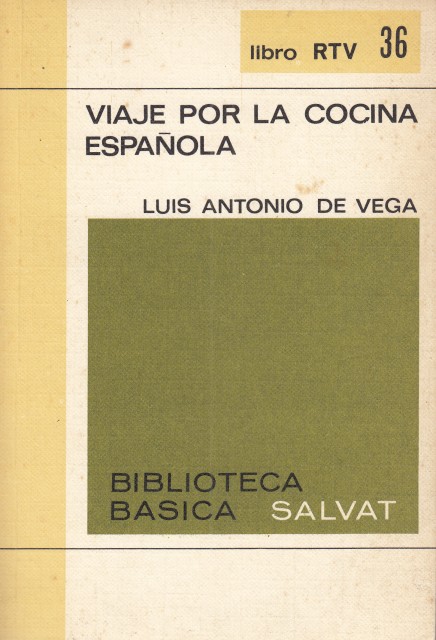 libro RTV 36
VIAJE POR LA COCINA
ESPAÑOLA
LUIS ANTONIO DE VEGA
BIBLIOTECA
BASICA SALVAT